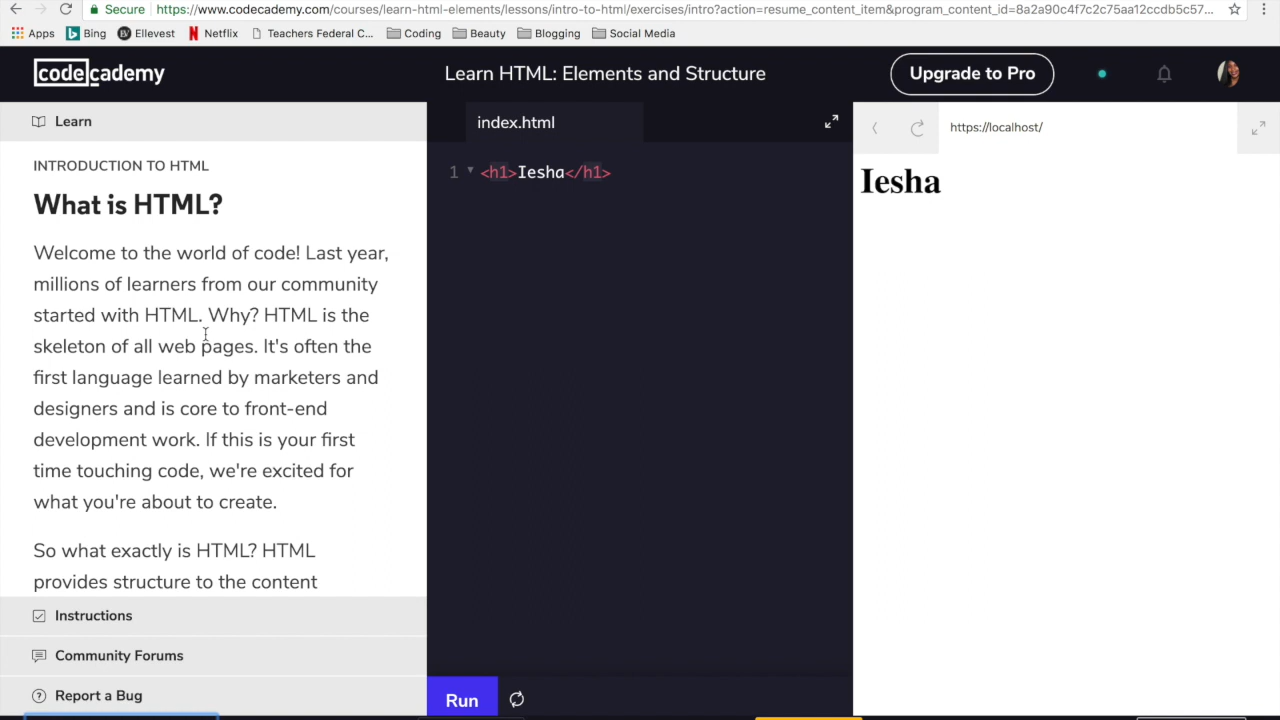 Secure https://www.codecademy.com/courses/learn-html-elements/lessons/intro-to-html/exercises/intro?action=resume_content_item&program_content_id=8a2a90c4f7c2c75aa12ccdb5c57...
Apps Bing Ellevest Netflix Teachers Federal C... Coding Beauty Blogging Social Media
codecademy Learn HTML: Elements and Structure Upgrade to Pro
Learn
index.html
https://localhost/
INTRODUCTION TO HTML
What is HTML?
Welcome to the world of code! Last year,
millions of learners from our community
started with HTML. Why? HTML is the
skeleton of all web pages. It's often the
first language learned by marketers and
designers and is core to front-end
development work. If this is your first
time touching code, we're excited for
what you're about to create.
So what exactly is HTML? HTML
provides structure to the content
Instructions
Community Forums
Report a Bug
1 <h1>Iesha</h1>
Run
Iesha